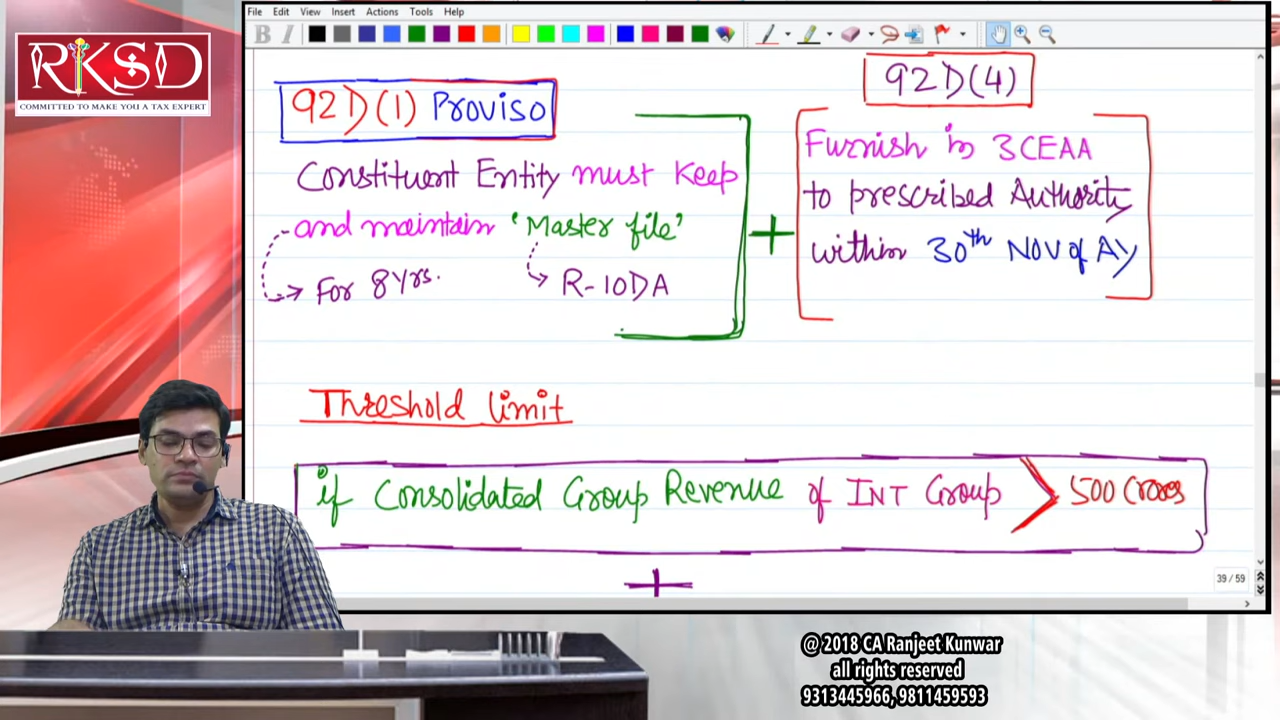 RKSD
COMMITTED TO MAKE YOU A TAX EXPERT
File Edit View Insert Actions Tools Help
B I
92D(1) Proviso
Constituent Entity must keep
and maintain 'Master file'
For 8 Yrs.
R-10DA
+
92D(4)
Furnish in 3CEAA
to prescribed Authority
within 30th NOV of AY
Threshold limit
if Consolidated Group Revenue of INT Group > 500 Crores
+
39 / 59
@ 2018 CA Ranjeet Kunwar
all rights reserved
9313445966, 9811459593